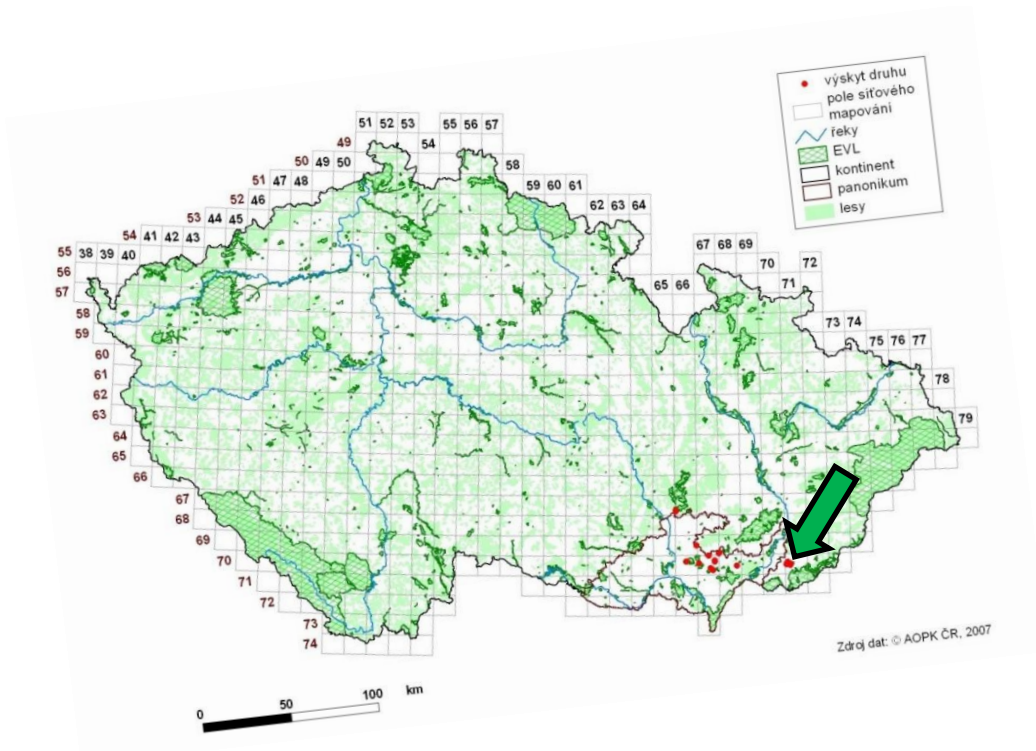 výskyt druhu
pole síťového
mapování
řeky
EVL
kontinent
panonikum
lesy
51 52 53 55 56 57
49 54
50 49 50 58
51 47 48 59 60 61
52 46 62 63 64
53 44 45
54 41 42 43 67 68 69
55 38 39 40 70 72
56 65 66 71
57
58 73 74
59 75 76 77
60
61 78
62
63 79
64
65
66
67
68
69
70
71
72
73
74
Zdroj dat: © AOPK ČR, 2007
0 50 100 km